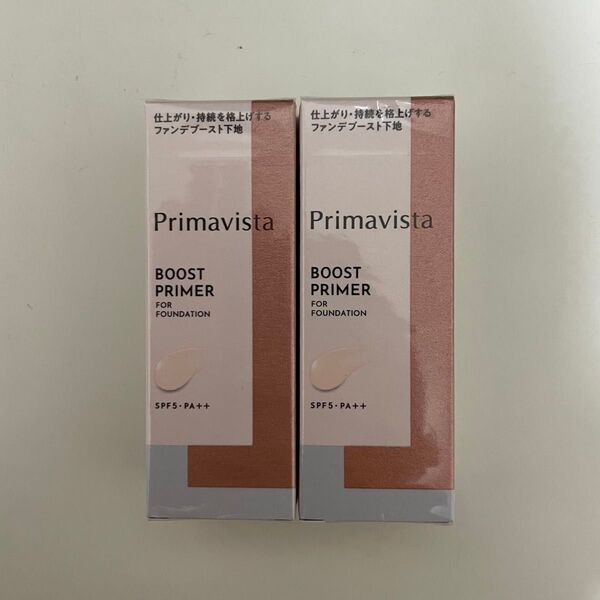 仕上がり・持続を格上げする
ファンデブースト下地
Primavista
BOOST
PRIMER
FOR
FOUNDATION
SPF5・PA++
仕上がり・持続を格上げする
ファンデブースト下地
Primavista
BOOST
PRIMER
FOR
FOUNDATION
SPF5・PA++